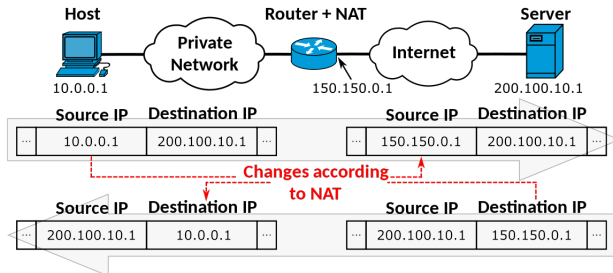 Host
Router + NAT
Server
Private
Network
Internet
10.0.0.1
150.150.0.1
200.100.10.1
Source IP Destination IP
... 10.0.0.1 200.100.10.1 ...
Source IP Destination IP
... 150.150.0.1 200.100.10.1 ...
Changes according
to NAT
Source IP Destination IP
... 200.100.10.1 10.0.0.1 ...
Source IP Destination IP
... 200.100.10.1 150.150.0.1 ...